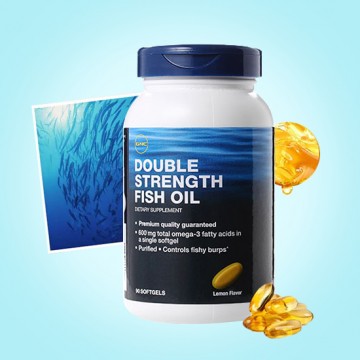 GNC
DOUBLE
STRENGTH
FISH OIL
DIETARY SUPPLEMENT
• Premium quality guaranteed
• 600 mg total omega-3 fatty acids in
a single softgel
• Purified • Controls fishy burps*
90 SOFTGELS
Lemon Flavor